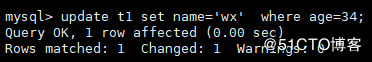 mysql> update t1 set name='wx'  where age=34;
Query OK, 1 row affected (0.00 sec)
Rows matched: 1  Changed: 1  Warnings: 0
@51CTO博客